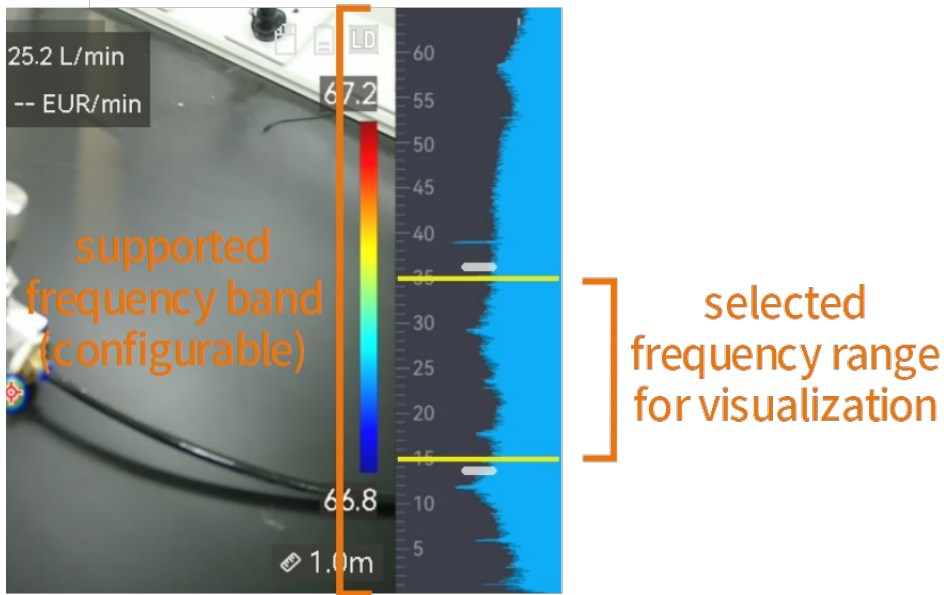 25.2 L/min
-- EUR/min
LD
67.2
60
55
50
45
40
35
30
25
20
15
10
5
supported
frequency band
(configurable)
66.8
1.0m
selected
frequency range
for visualization